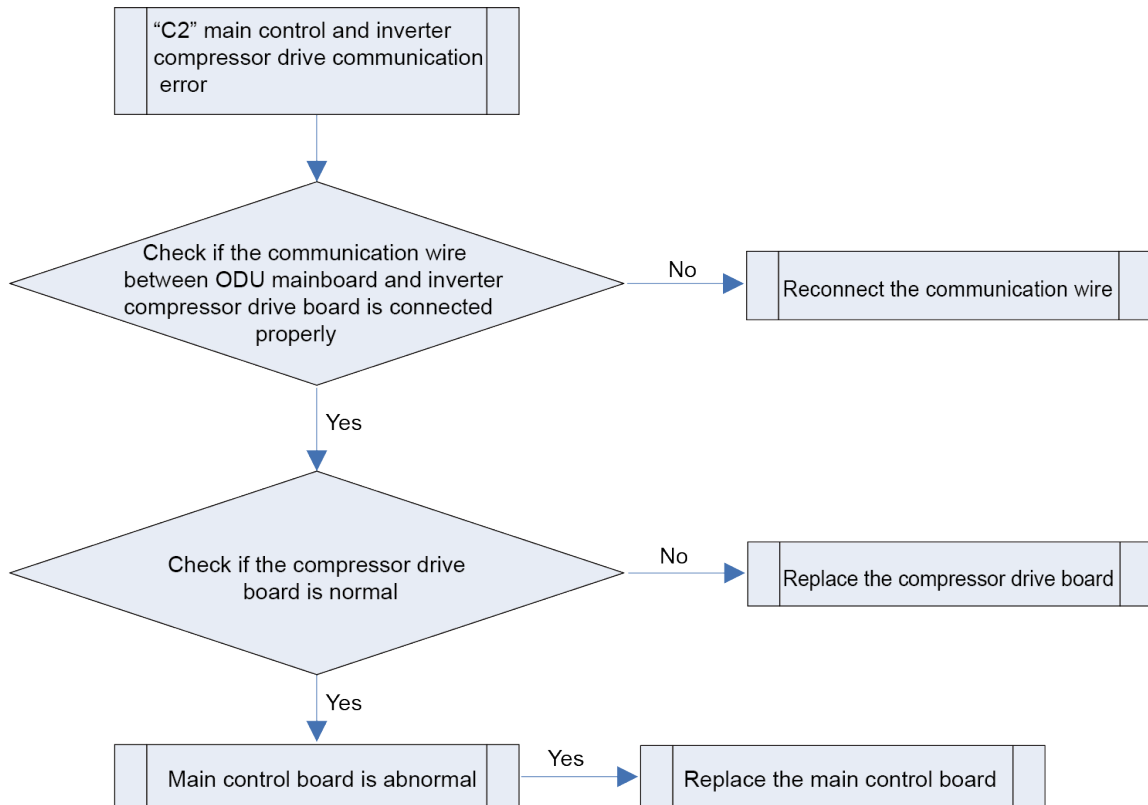 “C2” main control and inverter
compressor drive communication
error
Check if the communication wire
between ODU mainboard and inverter
compressor drive board is connected
properly
No
Reconnect the communication wire
Yes
Check if the compressor drive
board is normal
No
Replace the compressor drive board
Yes
Main control board is abnormal
Yes
Replace the main control board